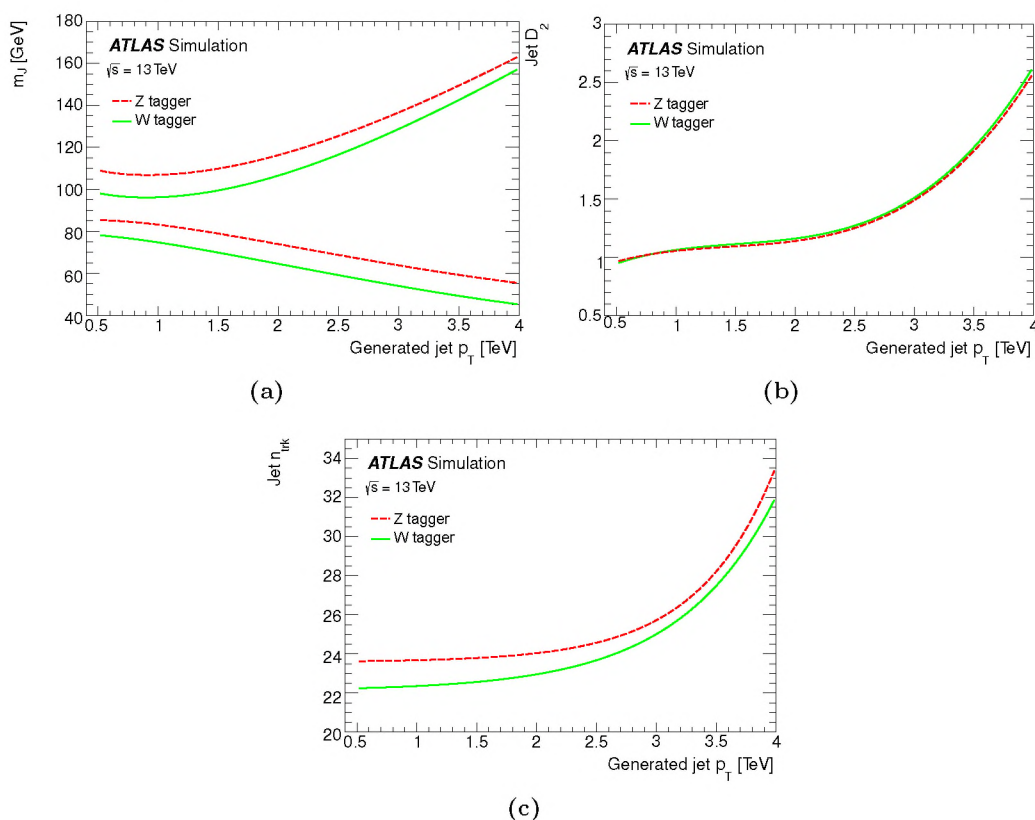 m_J [GeV]
180
160
140
120
100
80
60
40
ATLAS Simulation
√s = 13 TeV
Z tagger
W tagger
0.5 1 1.5 2 2.5 3 3.5 4
Generated jet p_T [TeV]
(a)
Jet D_2
3
2.5
2
1.5
1
0.5
ATLAS Simulation
√s = 13 TeV
Z tagger
W tagger
0.5 1 1.5 2 2.5 3 3.5 4
Generated jet p_T [TeV]
(b)
Jet n_trk
34
32
30
28
26
24
22
20
ATLAS Simulation
√s = 13 TeV
Z tagger
W tagger
0.5 1 1.5 2 2.5 3 3.5 4
Generated jet p_T [TeV]
(c)